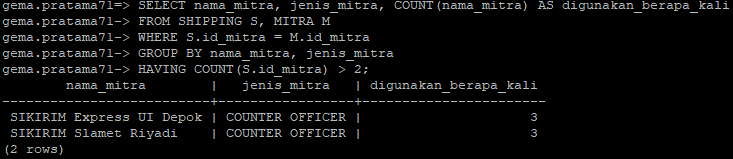 gema.pratama71=> SELECT nama_mitra, jenis_mitra, COUNT(nama_mitra) AS digunakan_berapa_kali
gema.pratama71-> FROM SHIPPING S, MITRA M
gema.pratama71-> WHERE S.id_mitra = M.id_mitra
gema.pratama71-> GROUP BY nama_mitra, jenis_mitra
gema.pratama71-> HAVING COUNT(S.id_mitra) > 2;
nama_mitra | jenis_mitra | digunakan_berapa_kali
---------------------------+-----------------+-----------------------
SIKIRIM Express UI Depok | COUNTER OFFICER | 3
SIKIRIM Slamet Riyadi | COUNTER OFFICER | 3
(2 rows)